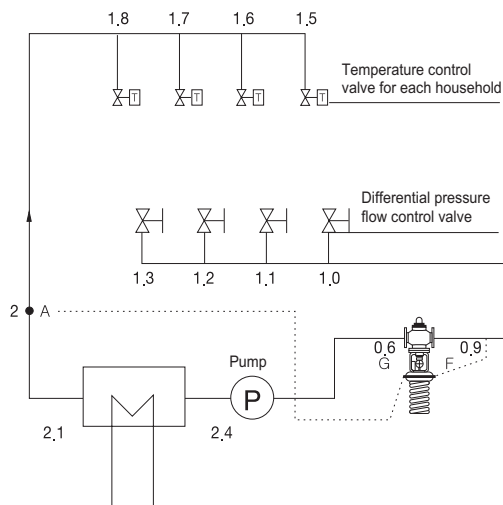 1.8 1.7 1.6 1.5
T T T T
Temperature control
valve for each household
Differential pressure
flow control valve
1.3 1.2 1.1 1.0
2 A
0.6 0.9
G F
Pump
P
2.1 2.4